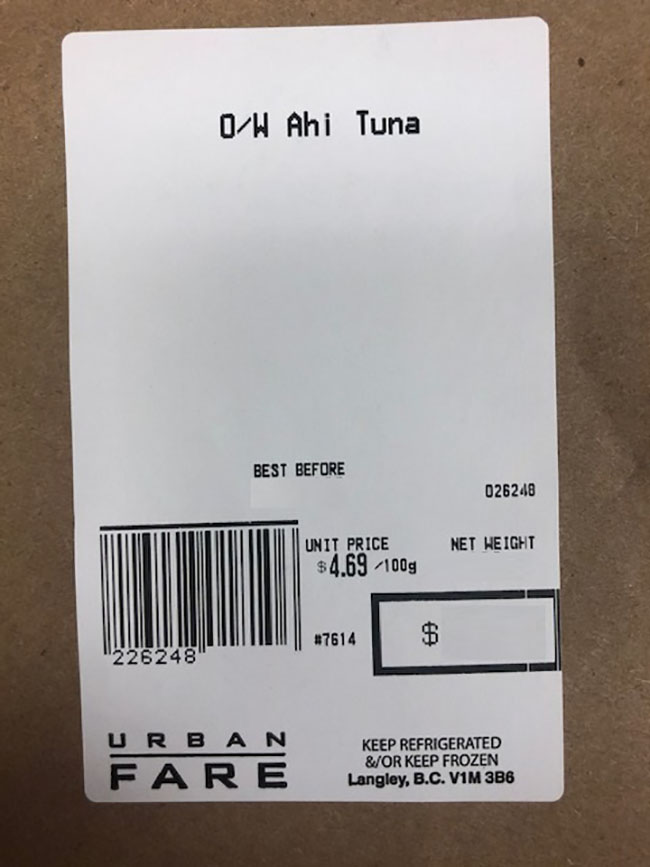 O/W Ahi Tuna
BEST BEFORE
026248
UNIT PRICE NET WEIGHT
$4.69 /100g
#7614
$
226248
URBAN
FARE
KEEP REFRIGERATED
&/OR KEEP FROZEN
Langley, B.C. V1M 3B6